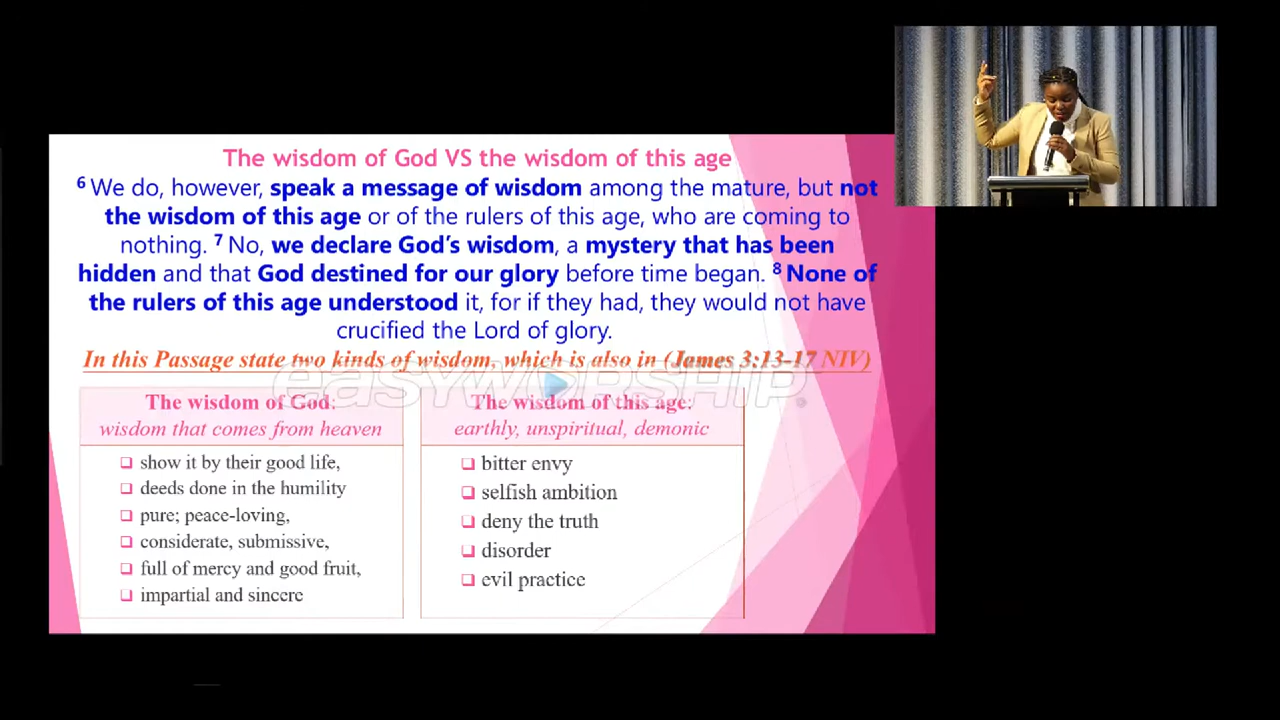 The wisdom of God VS the wisdom of this age
6 We do, however, speak a message of wisdom among the mature, but not
the wisdom of this age or of the rulers of this age, who are coming to
nothing. 7 No, we declare God's wisdom, a mystery that has been
hidden and that God destined for our glory before time began. 8 None of
the rulers of this age understood it, for if they had, they would not have
crucified the Lord of glory.
In this Passage state two kinds of wisdom, which is also in (James 3:13-17 NIV)
easyworship
The wisdom of God:
wisdom that comes from heaven
❑ show it by their good life,
❑ deeds done in the humility
❑ pure; peace-loving,
❑ considerate, submissive,
❑ full of mercy and good fruit,
❑ impartial and sincere
The wisdom of this age:
earthly, unspiritual, demonic
❑ bitter envy
❑ selfish ambition
❑ deny the truth
❑ disorder
❑ evil practice